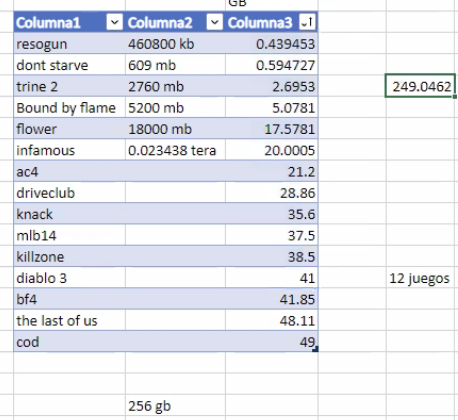 GB
Columna1 Columna2 Columna3
resogun 460800 kb 0.439453
dont starve 609 mb 0.594727
trine 2 2760 mb 2.6953 249.0462
Bound by flame 5200 mb 5.0781
flower 18000 mb 17.5781
infamous 0.023438 tera 20.0005
ac4 21.2
driveclub 28.86
knack 35.6
mlb14 37.5
killzone 38.5
diablo 3 41 12 juegos
bf4 41.85
the last of us 48.11
cod 49
256 gb